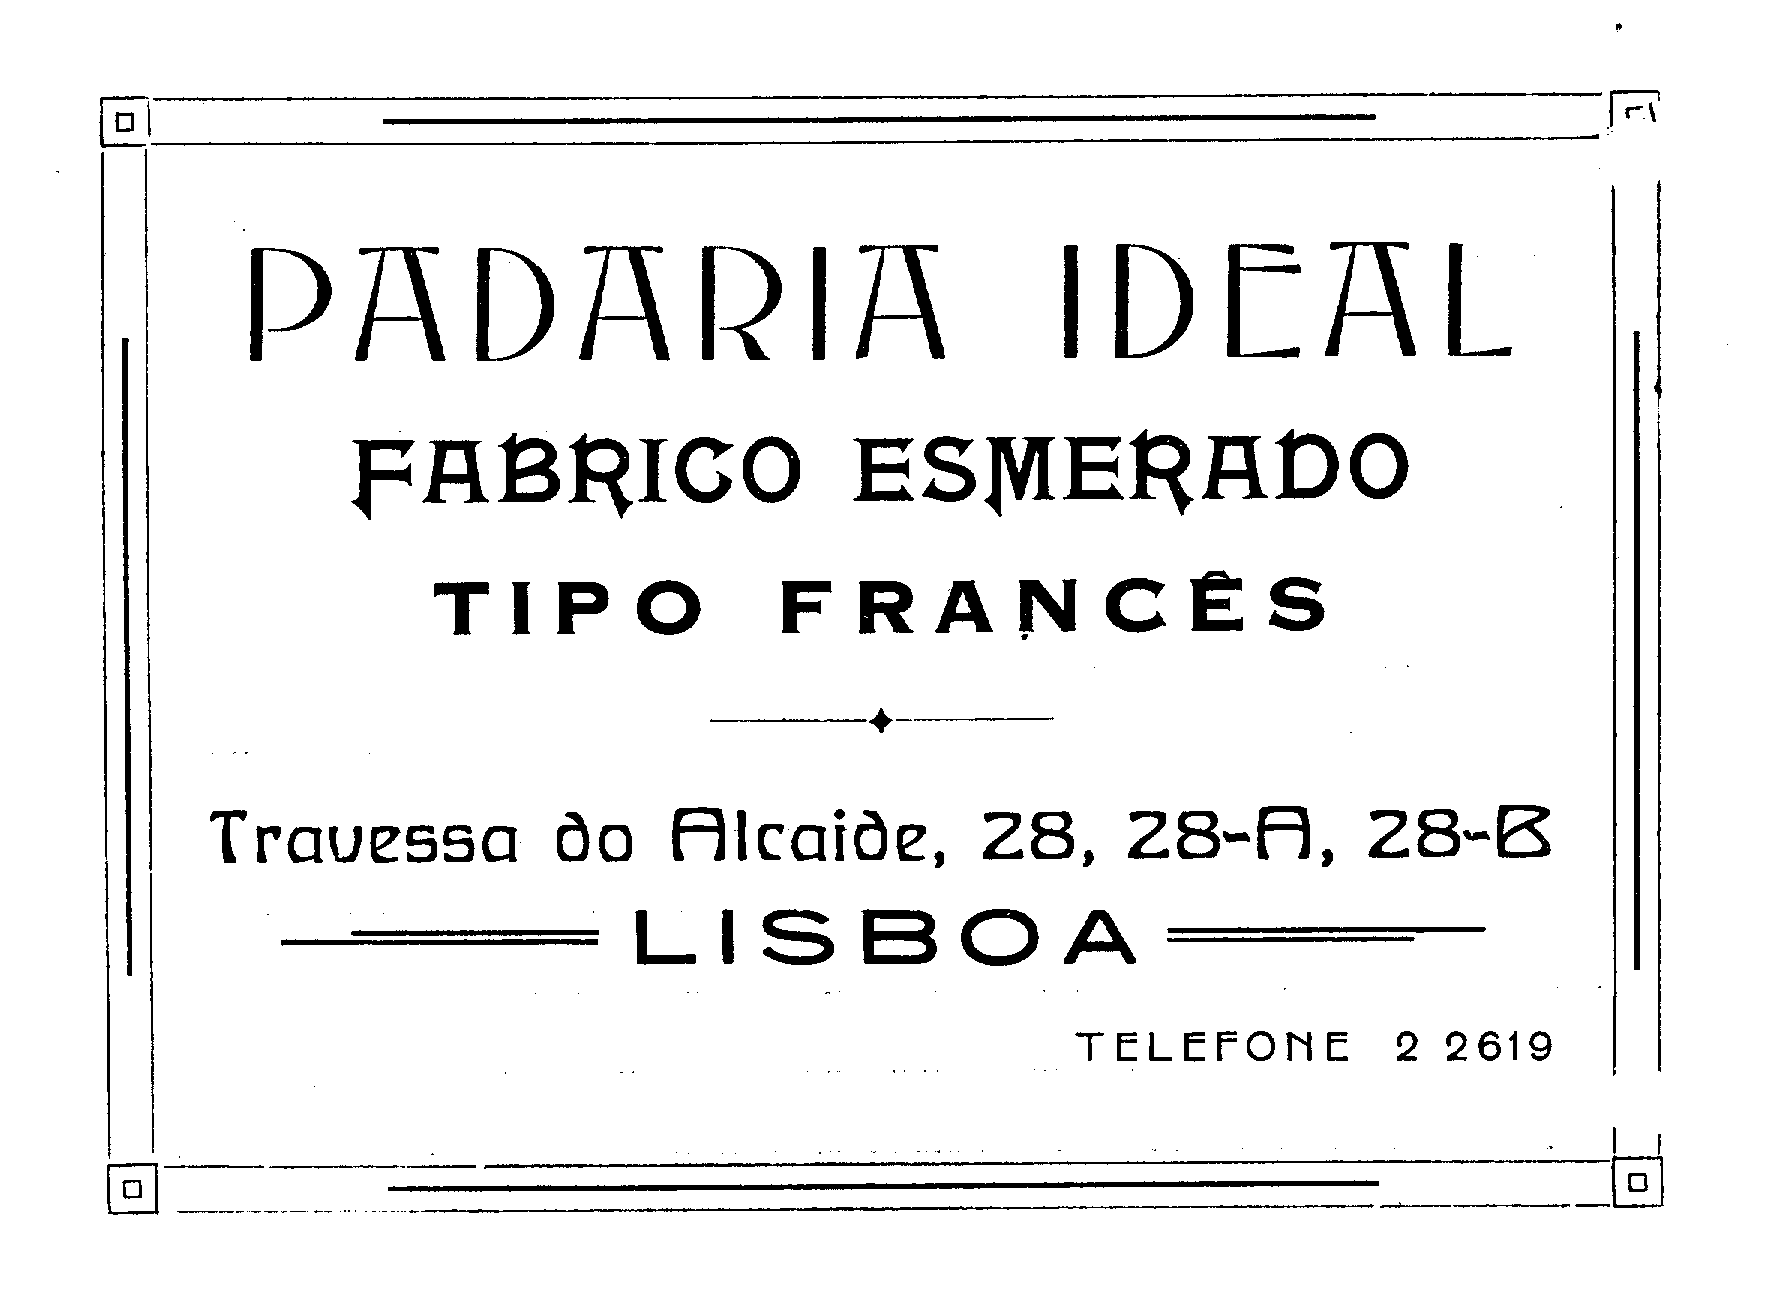 PADARIA IDEAL
FABRICO ESMERADO
TIPO FRANCÊS
Travessa do Alcaide, 28, 28-A, 28-B
LISBOA
TELEFONE 2 2619